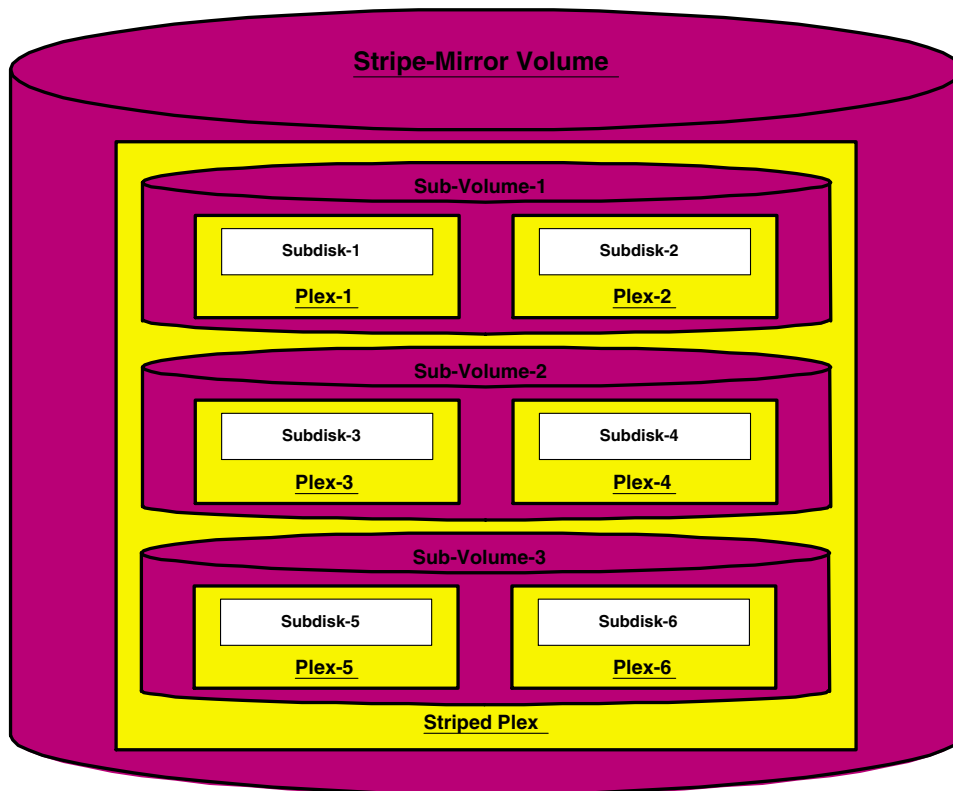 Stripe-Mirror Volume
Sub-Volume-1
Subdisk-1
Subdisk-2
Plex-1
Plex-2
Sub-Volume-2
Subdisk-3
Subdisk-4
Plex-3
Plex-4
Sub-Volume-3
Subdisk-5
Subdisk-6
Plex-5
Plex-6
Striped Plex